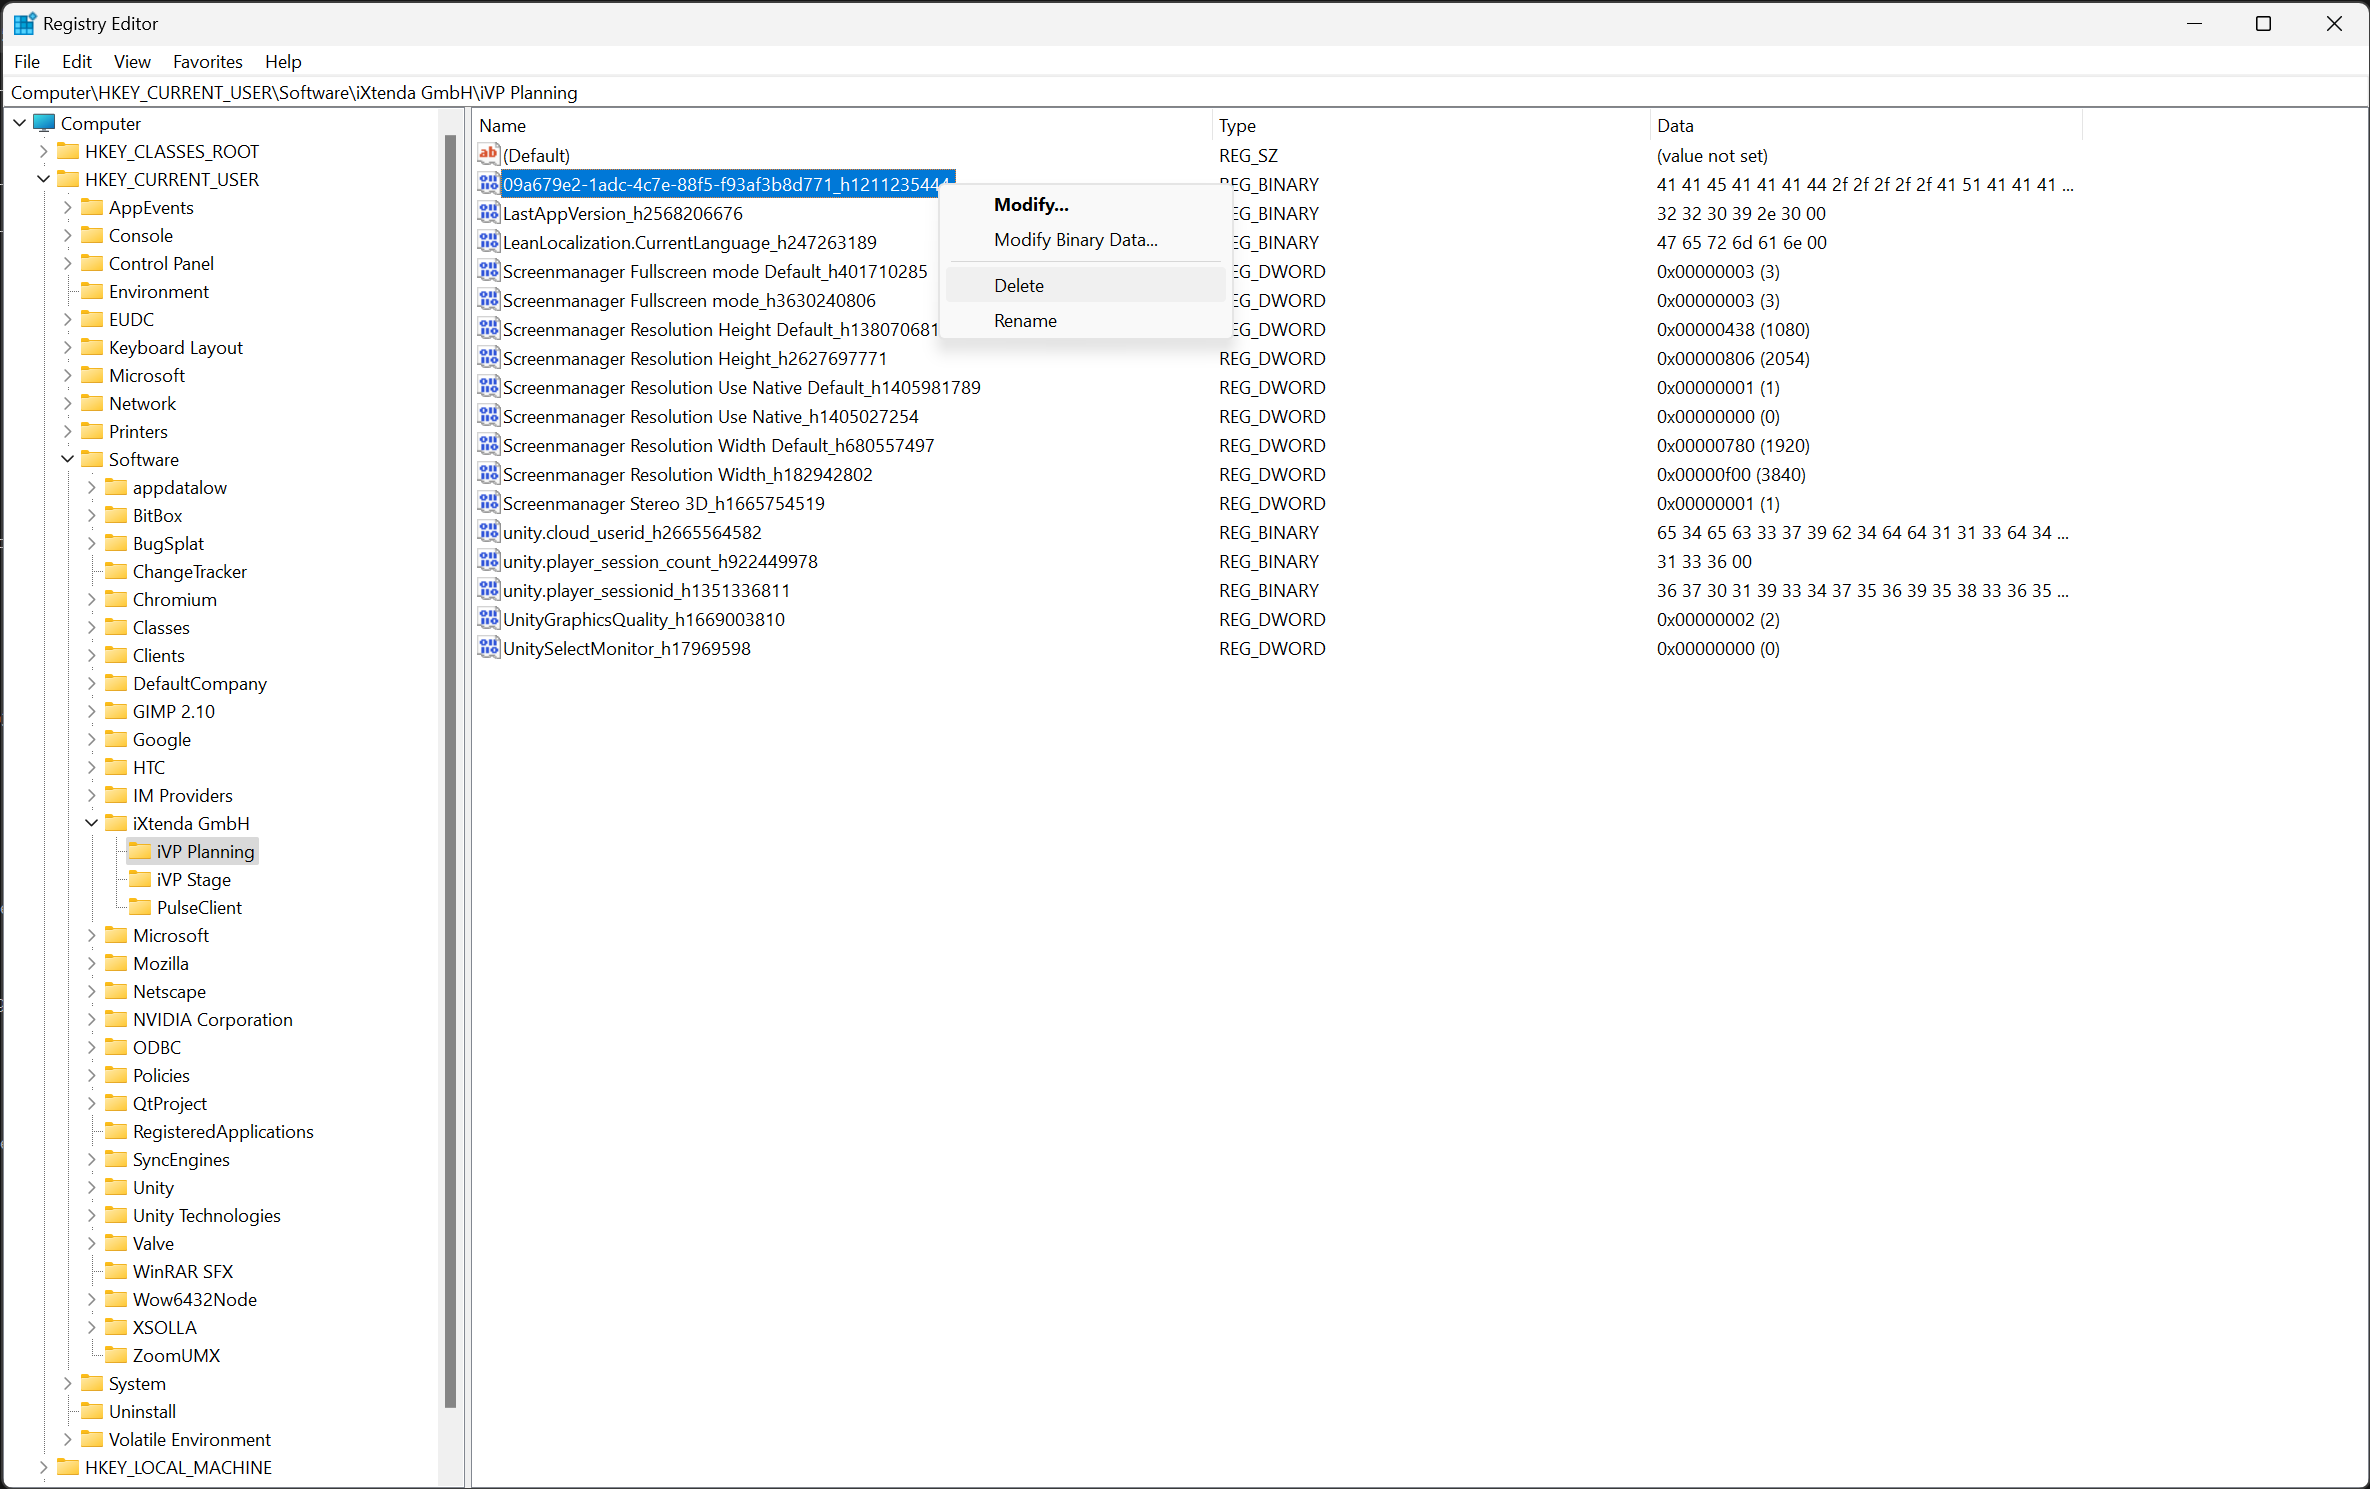 Registry Editor
File Edit View Favorites Help
Computer\HKEY_CURRENT_USER\Software\iXtenda GmbH\iVP Planning
Computer
HKEY_CLASSES_ROOT
HKEY_CURRENT_USER
AppEvents
Console
Control Panel
Environment
EUDC
Keyboard Layout
Microsoft
Network
Printers
Software
appdatalow
BitBox
BugSplat
ChangeTracker
Chromium
Classes
Clients
DefaultCompany
GIMP 2.10
Google
HTC
IM Providers
iXtenda GmbH
iVP Planning
iVP Stage
PulseClient
Microsoft
Mozilla
Netscape
NVIDIA Corporation
ODBC
Policies
QtProject
RegisteredApplications
SyncEngines
Unity
Unity Technologies
Valve
WinRAR SFX
Wow6432Node
XSOLLA
ZoomUMX
System
Uninstall
Volatile Environment
HKEY_LOCAL_MACHINE
Name Type Data
(Default) REG_SZ (value not set)
09a679e2-1adc-4c7e-88f5-f93af3b8d771_h1211235444 REG_BINARY 41 41 45 41 41 41 44 2f 2f 2f 2f 2f 41 51 41 41 41 ...
LastAppVersion_h2568206676 EG_BINARY 32 32 30 39 2e 30 00
LeanLocalization.CurrentLanguage_h247263189 EG_BINARY 47 65 72 6d 61 6e 00
Screenmanager Fullscreen mode Default_h401710285 EG_DWORD 0x00000003 (3)
Screenmanager Fullscreen mode_h3630240806 EG_DWORD 0x00000003 (3)
Screenmanager Resolution Height Default_h138070681 EG_DWORD 0x00000438 (1080)
Screenmanager Resolution Height_h2627697771 REG_DWORD 0x00000806 (2054)
Screenmanager Resolution Use Native Default_h1405981789 REG_DWORD 0x00000001 (1)
Screenmanager Resolution Use Native_h1405027254 REG_DWORD 0x00000000 (0)
Screenmanager Resolution Width Default_h680557497 REG_DWORD 0x00000780 (1920)
Screenmanager Resolution Width_h182942802 REG_DWORD 0x00000f00 (3840)
Screenmanager Stereo 3D_h1665754519 REG_DWORD 0x00000001 (1)
unity.cloud_userid_h2665564582 REG_BINARY 65 34 65 63 33 37 39 62 34 64 64 31 31 33 64 34 ...
unity.player_session_count_h922449978 REG_BINARY 31 33 36 00
unity.player_sessionid_h1351336811 REG_BINARY 36 37 30 31 39 33 34 37 35 36 39 35 38 33 36 35 ...
UnityGraphicsQuality_h1669003810 REG_DWORD 0x00000002 (2)
UnitySelectMonitor_h17969598 REG_DWORD 0x00000000 (0)
Modify...
Modify Binary Data...
Delete
Rename